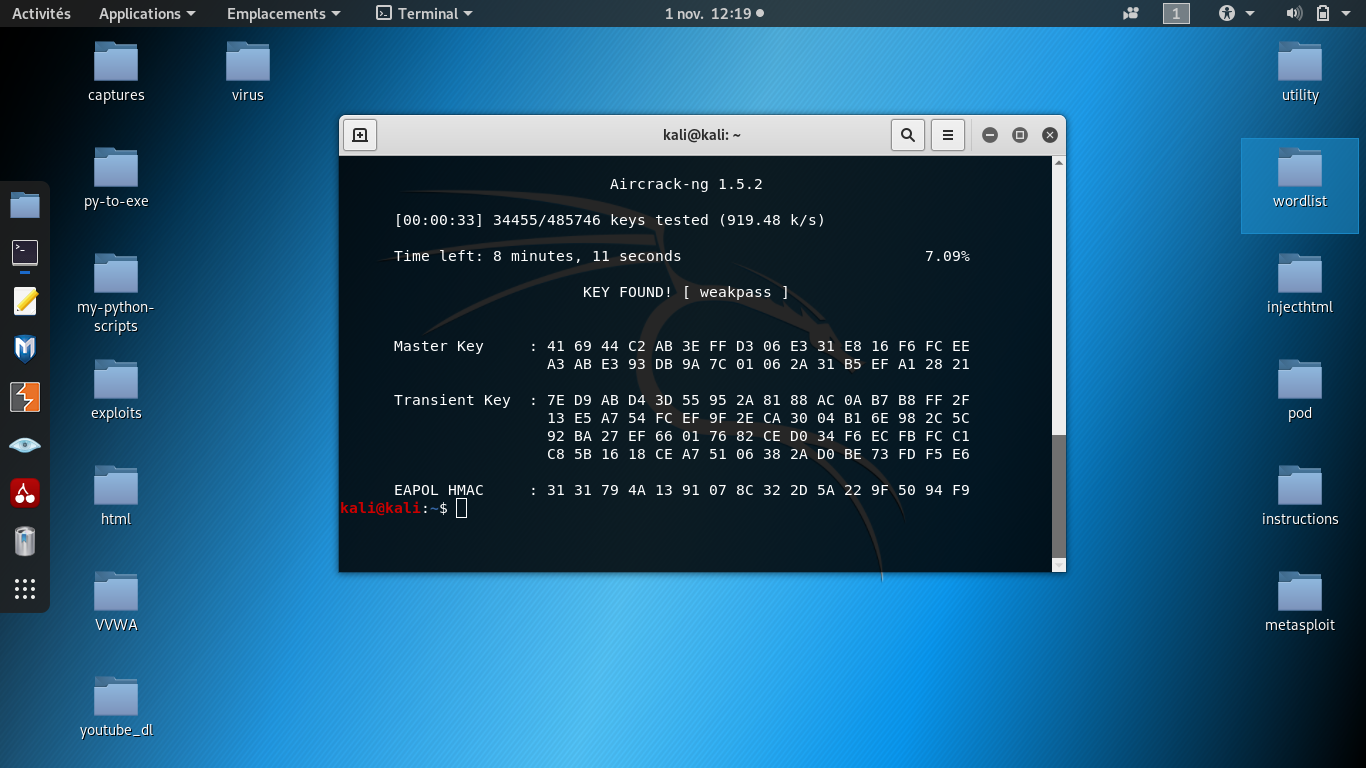 Activités Applications Emplacements Terminal 1 nov. 12:19 1
captures
virus
utility
py-to-exe
wordlist
my-python-
scripts
injecthtml
exploits
pod
html
instructions
VVWA
metasploit
youtube_dl
kali@kali: ~
Aircrack-ng 1.5.2
[00:00:33] 34455/485746 keys tested (919.48 k/s)
Time left: 8 minutes, 11 seconds 7.09%
KEY FOUND! [ weakpass ]
Master Key : 41 69 44 C2 AB 3E FF D3 06 E3 31 E8 16 F6 FC EE
A3 AB E3 93 DB 9A 7C 01 06 2A 31 B5 EF A1 28 21
Transient Key : 7E D9 AB D4 3D 55 95 2A 81 88 AC 0A B7 B8 FF 2F
13 E5 A7 54 FC EF 9F 2E CA 30 04 B1 6E 98 2C 5C
92 BA 27 EF 66 01 76 82 CE D0 34 F6 EC FB FC C1
C8 5B 16 18 CE A7 51 06 38 2A D0 BE 73 FD F5 E6
EAPOL HMAC : 31 31 79 4A 13 91 07 8C 32 2D 5A 22 9F 50 94 F9
kali@kali:~$